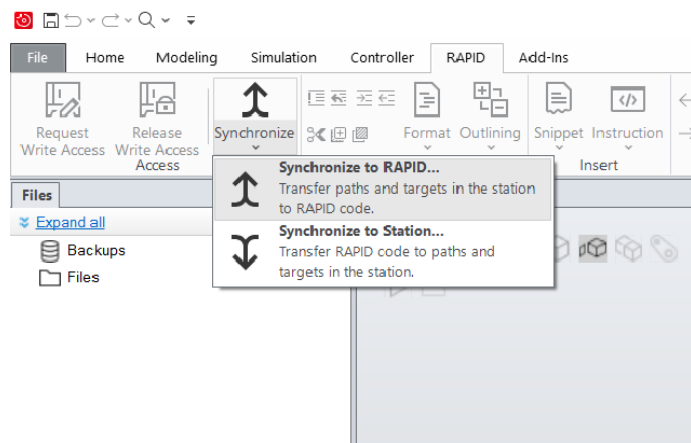 File Home Modeling Simulation Controller RAPID Add-Ins
Request Write Access
Release Write Access
Synchronize
Format Outlining
Snippet Instruction
Access
Insert
Synchronize to RAPID...
Transfer paths and targets in the station
to RAPID code.
Synchronize to Station...
Transfer RAPID code to paths and
targets in the station.
Files
Expand all
Backups
Files